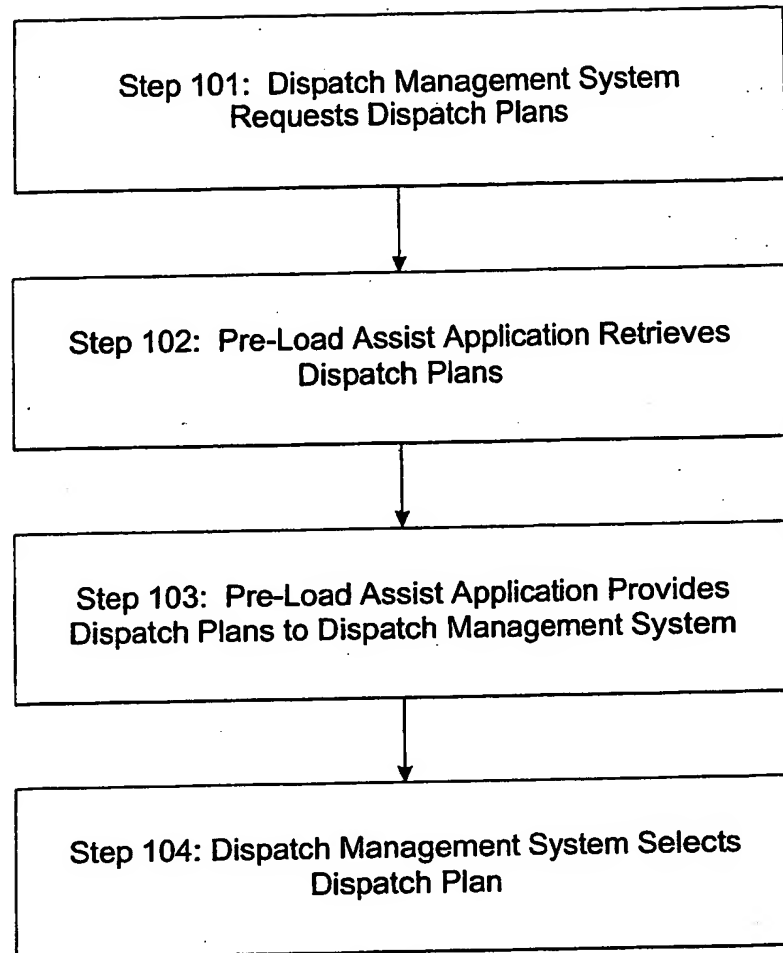 Step 101: Dispatch Management System
Requests Dispatch Plans
Step 102: Pre-Load Assist Application Retrieves
Dispatch Plans
Step 103: Pre-Load Assist Application Provides
Dispatch Plans to Dispatch Management System
Step 104: Dispatch Management System Selects
Dispatch Plan